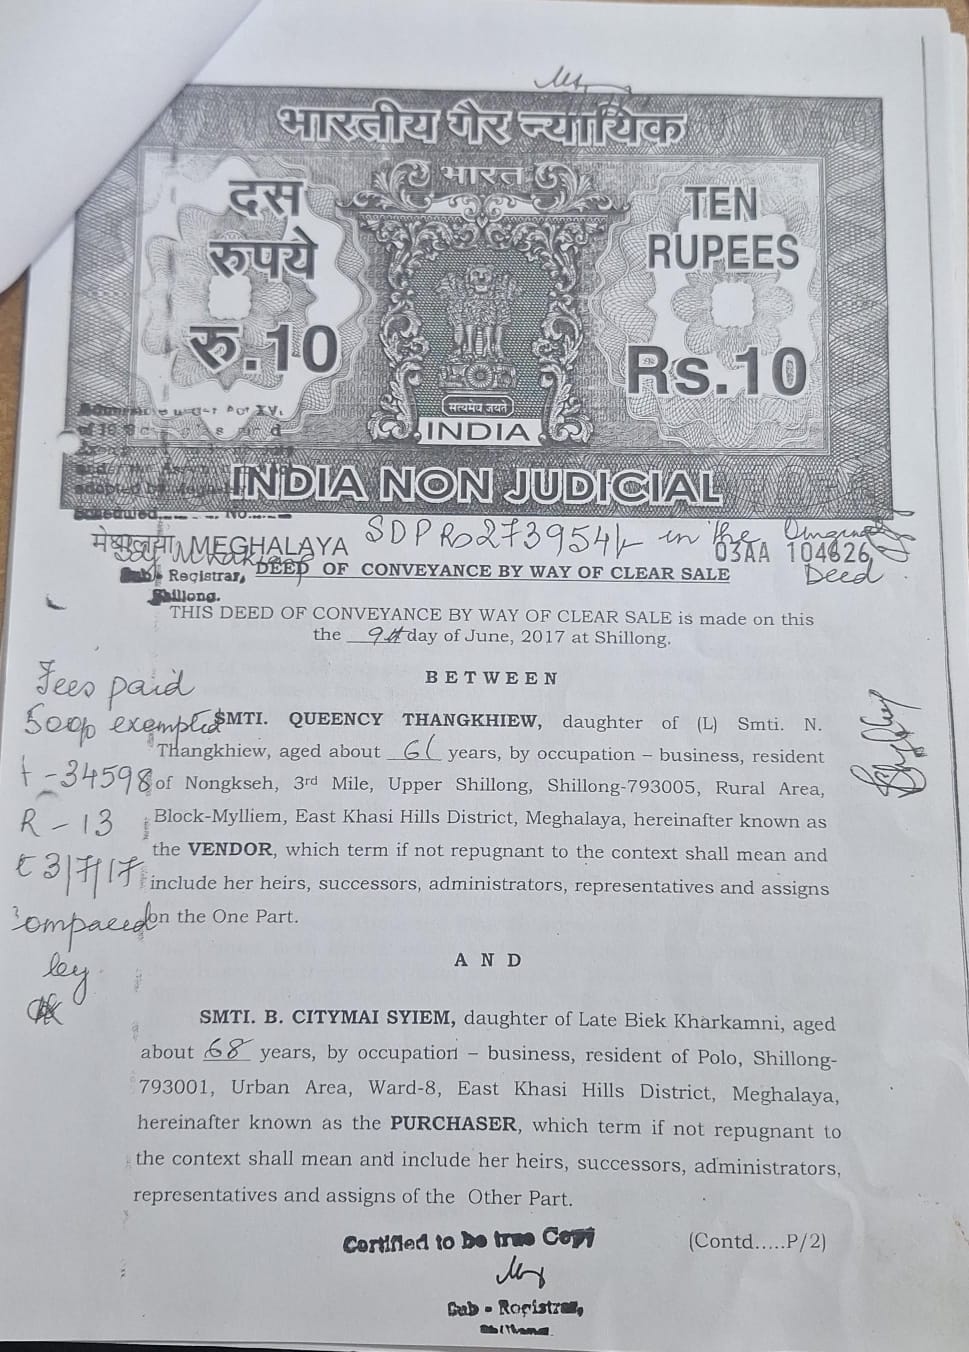 भारतीय गैर न्यायिक
भारत
दस
रुपये
रु.10
TEN
RUPEES
Rs.10
सत्यमेव जयते
INDIA
INDIA NON JUDICIAL
मेघालय MEGHALAYA
SDP Rs 273954/- in the Original Deed
03AA 104626
Sub - Registrar,
Shillong.
DEED OF CONVEYANCE BY WAY OF CLEAR SALE
THIS DEED OF CONVEYANCE BY WAY OF CLEAR SALE is made on this
the 9th day of June, 2017 at Shillong.
BETWEEN
Fees paid
exempted
SMTI. QUEENCY THANGKHIEW, daughter of (L) Smti. N.
Thangkhiew, aged about 61 years, by occupation – business, resident
of Nongkseh, 3rd Mile, Upper Shillong, Shillong-793005, Rural Area,
Block-Mylliem, East Khasi Hills District, Meghalaya, hereinafter known as
the VENDOR, which term if not repugnant to the context shall mean and
include her heirs, successors, administrators, representatives and assigns
on the One Part.
- 34598
R - 13
3/7/17
Compared
by
AND
SMTI. B. CITYMAI SYIEM, daughter of Late Biek Kharkamni, aged
about 68 years, by occupation – business, resident of Polo, Shillong-
793001, Urban Area, Ward-8, East Khasi Hills District, Meghalaya,
hereinafter known as the PURCHASER, which term if not repugnant to
the context shall mean and include her heirs, successors, administrators,
representatives and assigns of the Other Part.
Certified to be true Copy
(Contd.....P/2)
Sub - Registrar,
Shillong.